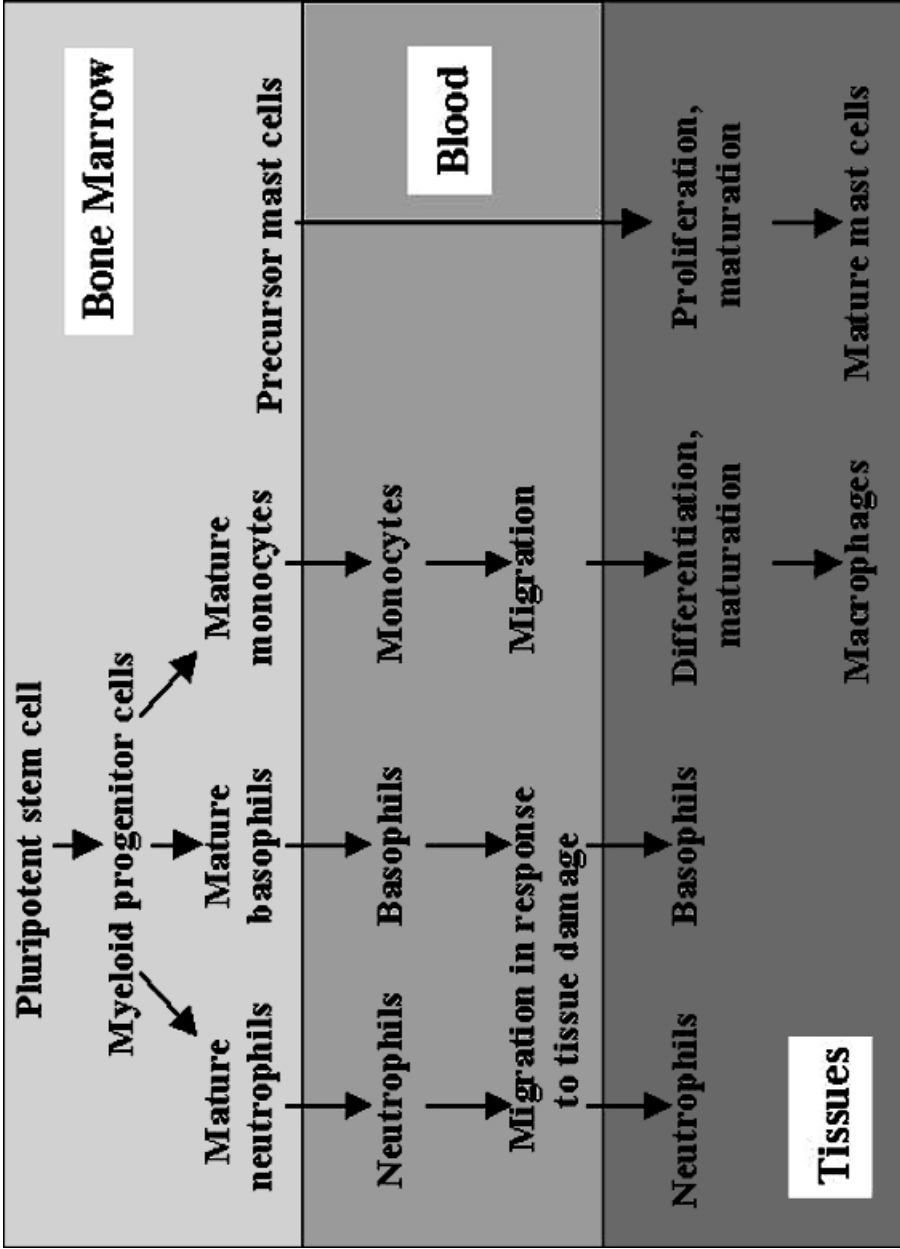 Pluripotent stem cell
Bone Marrow
Myeloid progenitor cells
Mature
neutrophils
Mature
basophils
Mature
monocytes
Precursor mast cells
Blood
Neutrophils
Basophils
Monocytes
Migration in response
to tissue damage
Migration
Neutrophils
Basophils
Differentiation,
maturation
Proliferation,
maturation
Tissues
Macrophages
Mature mast cells